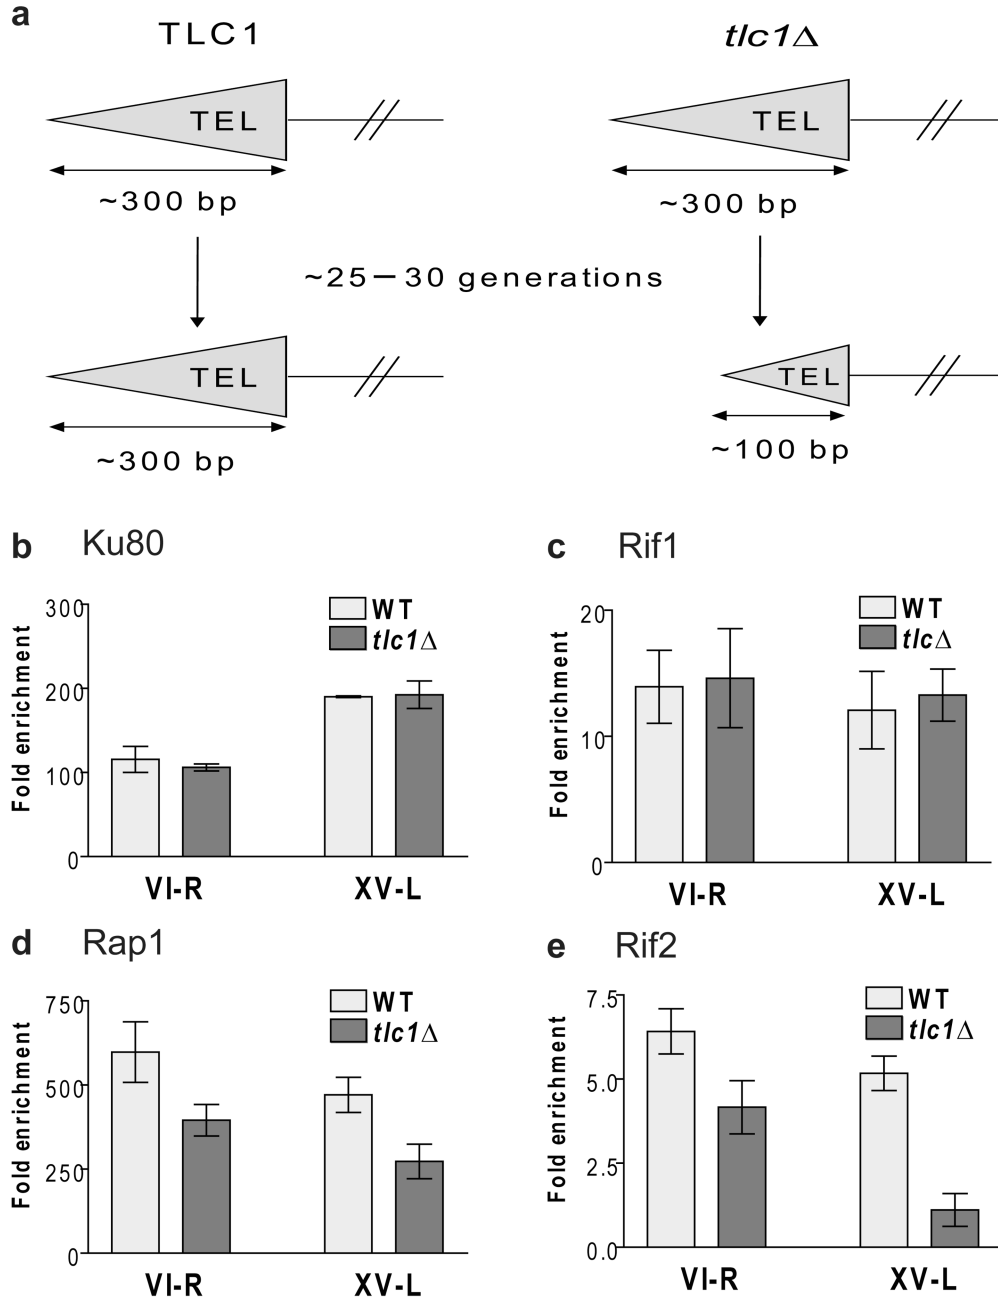 a
TLC1
tlc1Δ
TEL
TEL
~300 bp
~300 bp
~25–30 generations
TEL
TEL
~300 bp
~100 bp
b Ku80
300
200
100
0
Fold enrichment
WT
tlc1Δ
VI-R XV-L
c Rif1
20
10
0
Fold enrichment
WT
tlcΔ
VI-R XV-L
d Rap1
750
500
250
0
Fold enrichment
WT
tlc1Δ
VI-R XV-L
e Rif2
7.5
5.0
2.5
0.0
Fold enrichment
WT
tlc1Δ
VI-R XV-L